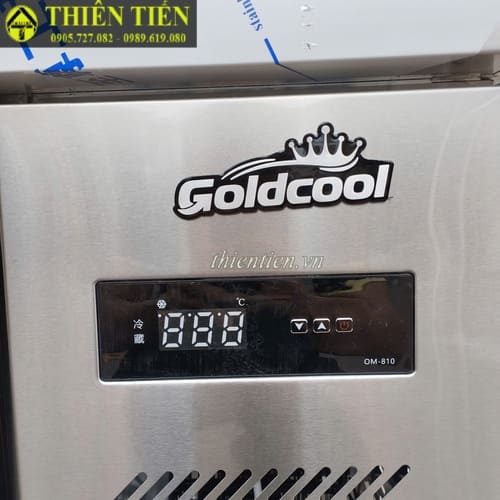 THIÊN TIẾN
0905.727.082 - 0989.619.080
Goldcool
thientien.vn
°C
冷藏
888
OM-810